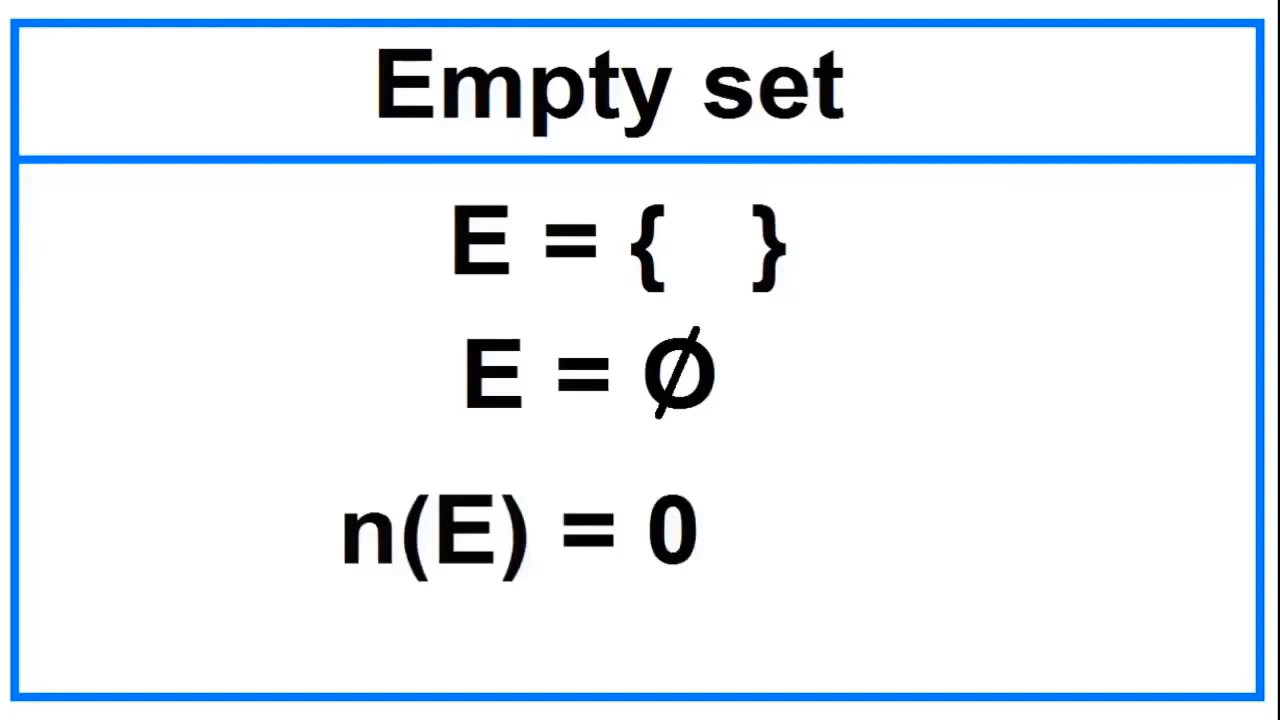 Empty set
E = {   }
E = Ø
n(E) = 0